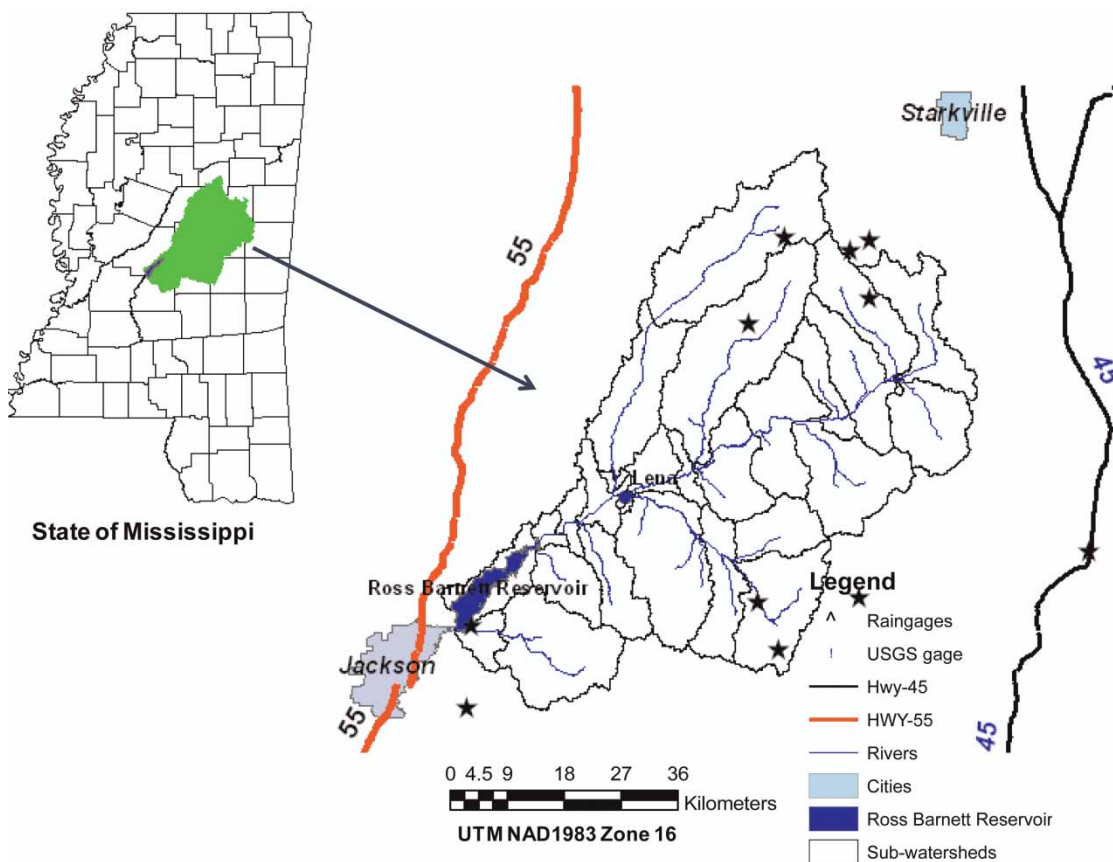 State of Mississippi
55
Starkville
45
Lena
Ross Barnett Reservoir
Jackson
55
45
Legend
Raingages
USGS gage
Hwy-45
HWY-55
Rivers
Cities
Ross Barnett Reservoir
Sub-watersheds
0 4.5 9 18 27 36
Kilometers
UTM NAD1983 Zone 16